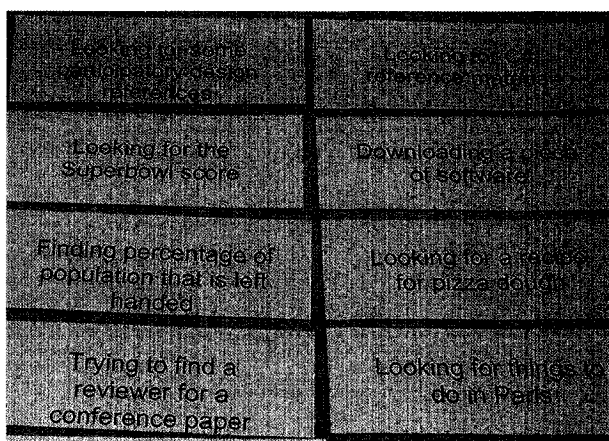 Looking for some
participatory design
references
Looking for
reference material
Looking for the
Superbowl score
Downloading a piece
of software
Finding percentage of
population that is left
handed
Looking for a recipe
for pizza dough
Trying to find a
reviewer for a
conference paper
Looking for things to
do in Paris